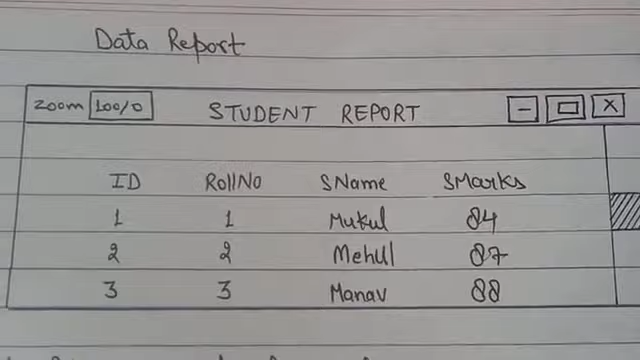 Data Report
Zoom 100% STUDENT REPORT - X
ID RollNO SName SMarks
1 1 Mukul 84
2 2 Mehul 87
3 3 Manav 88